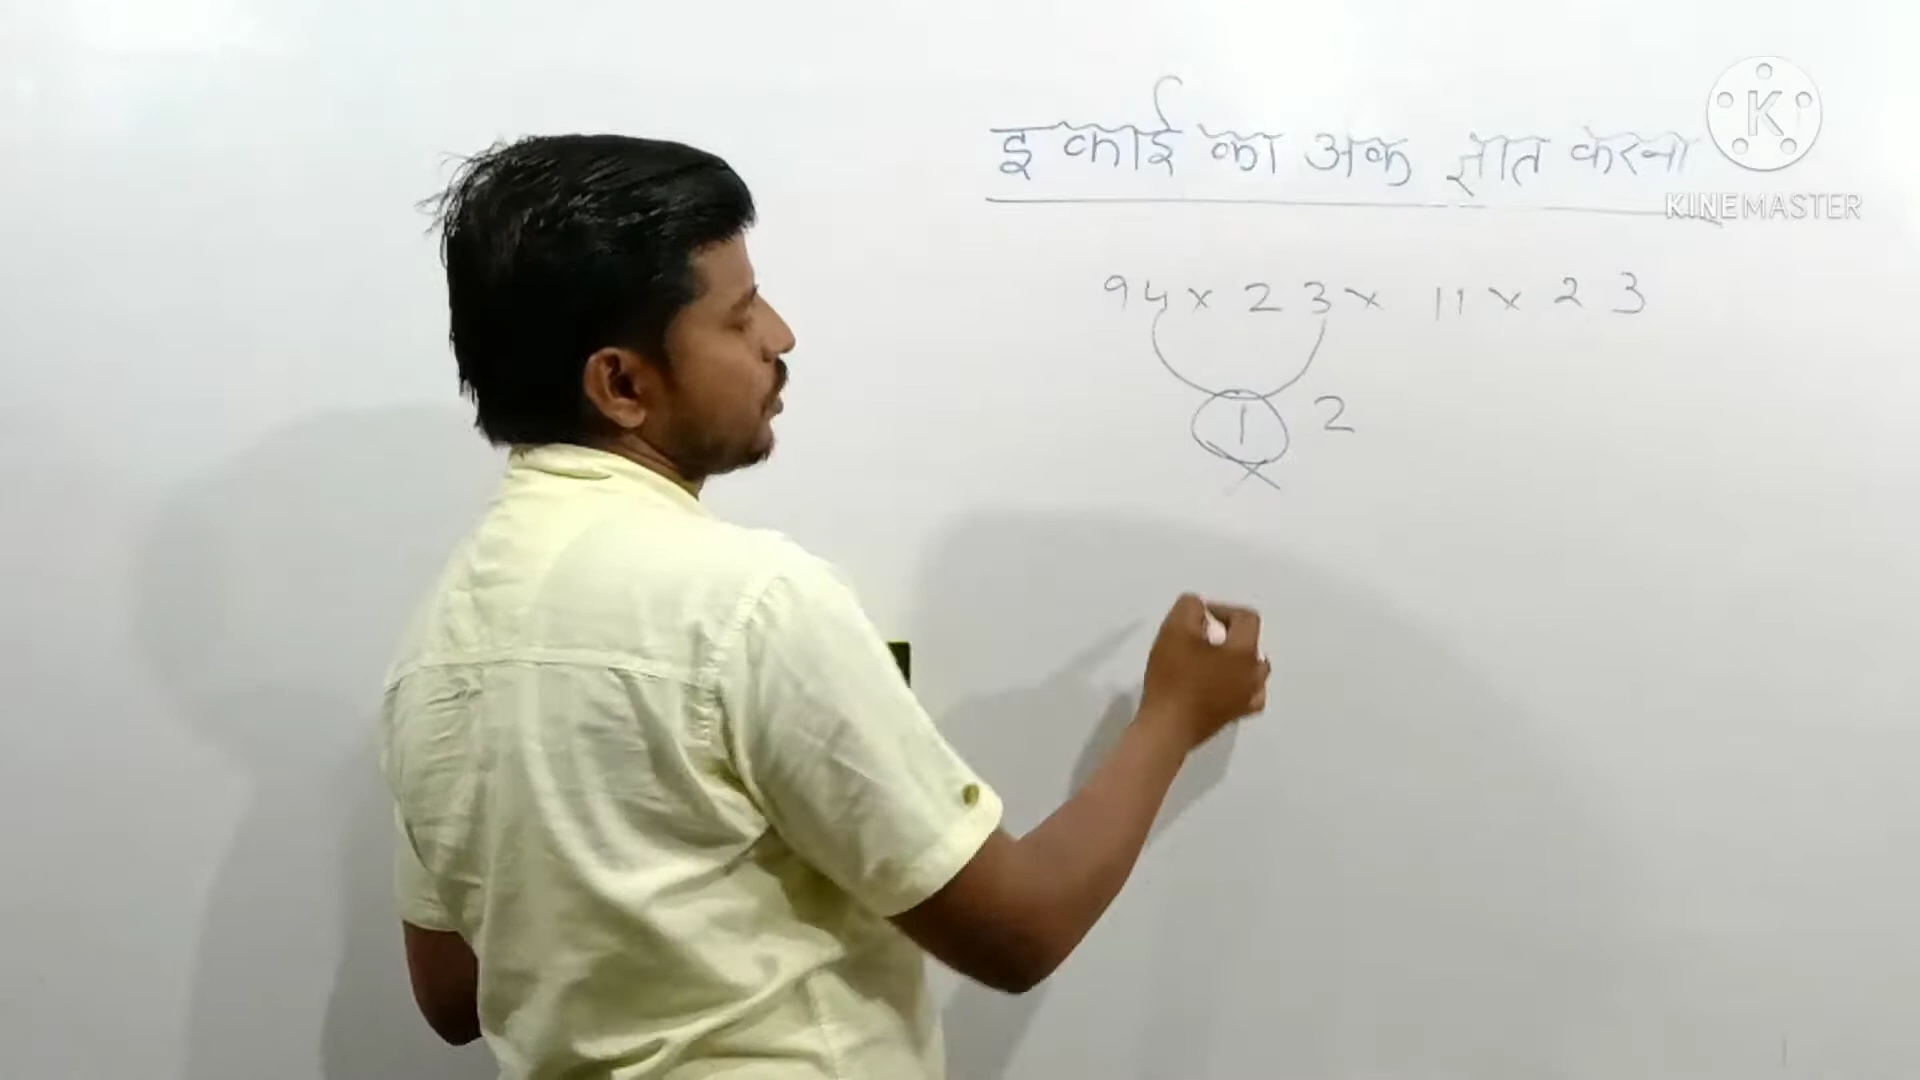 इकाई का अंक ज्ञात करना
94 × 23 × 11 × 23
1 2
×
K
KINEMASTER